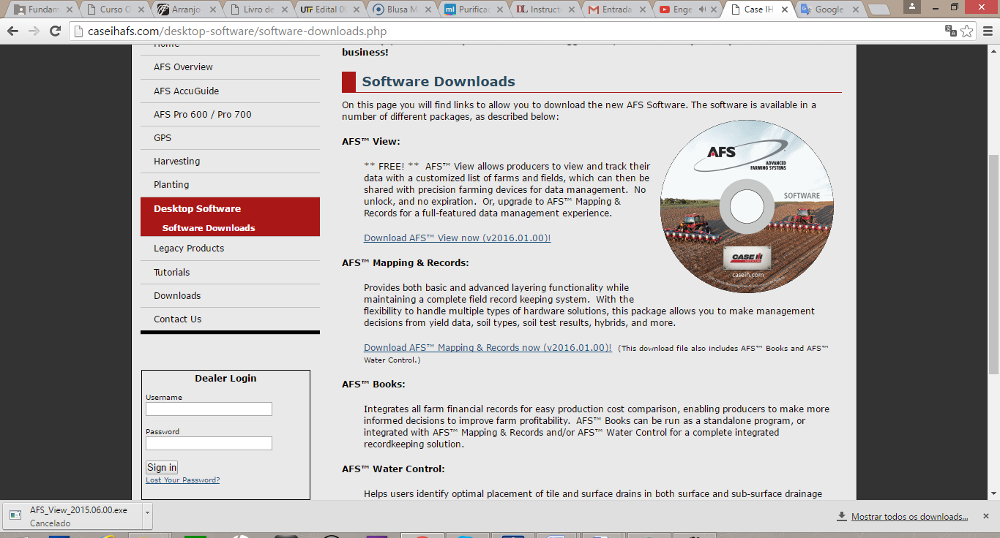 Fundam
Curso O
Arranjo
Livro de
UTF Edital 00
Blusa M
ml Purifica
DL Instructi
Entrada
Enge
Case IH
Google
caseihafs.com/desktop-software/software-downloads.php
Home
AFS Overview
AFS AccuGuide
AFS Pro 600 / Pro 700
GPS
Harvesting
Planting
Desktop Software
Software Downloads
Legacy Products
Tutorials
Downloads
Contact Us
Dealer Login
Username
Password
Sign in
Lost Your Password?
business!
Software Downloads
On this page you will find links to allow you to download the new AFS Software. The software is available in a
number of different packages, as described below:
AFS™ View:
** FREE! ** AFS™ View allows producers to view and track their
data with a customized list of farms and fields, which can then be
shared with precision farming devices for data management. No
unlock, and no expiration. Or, upgrade to AFS™ Mapping &
Records for a full-featured data management experience.
Download AFS™ View now (v2016.01.00)!
AFS
ADVANCED
FARMING SYSTEMS
SOFTWARE
CASE IH
caseih.com
AFS™ Mapping & Records:
Provides both basic and advanced layering functionality while
maintaining a complete field record keeping system. With the
flexibility to handle multiple types of hardware solutions, this package allows you to make management
decisions from yield data, soil types, soil test results, hybrids, and more.
Download AFS™ Mapping & Records now (v2016.01.00)! (This download file also includes AFS™ Books and AFS™
Water Control.)
AFS™ Books:
Integrates all farm financial records for easy production cost comparison, enabling producers to make more
informed decisions to improve farm profitability. AFS™ Books can be run as a standalone program, or
integrated with AFS™ Mapping & Records and/or AFS™ Water Control for a complete integrated
recordkeeping solution.
AFS™ Water Control:
Helps users identify optimal placement of tile and surface drains in both surface and sub-surface drainage
AFS_View_2015.06.00.exe
Cancelado
Mostrar todos os downloads...